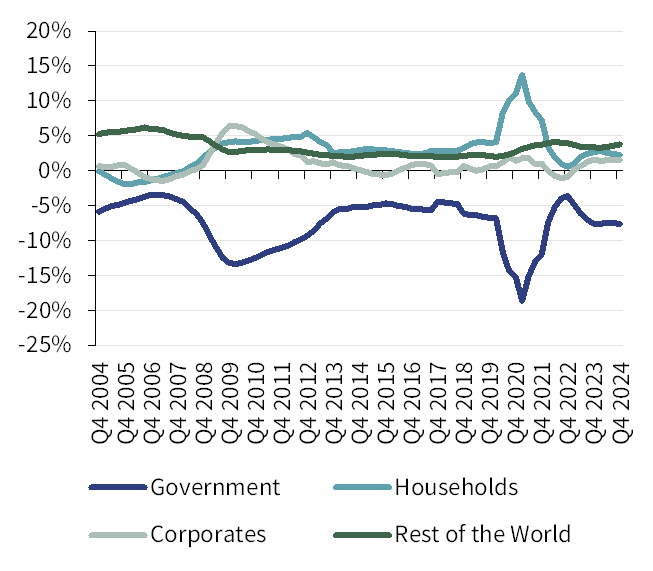 20%
15%
10%
5%
0%
-5%
-10%
-15%
-20%
-25%
Q4 2004
Q4 2005
Q4 2006
Q4 2007
Q4 2008
Q4 2009
Q4 2010
Q4 2011
Q4 2012
Q4 2013
Q4 2014
Q4 2015
Q4 2016
Q4 2017
Q4 2018
Q4 2019
Q4 2020
Q4 2021
Q4 2022
Q4 2023
Q4 2024
Government
Households
Corporates
Rest of the World